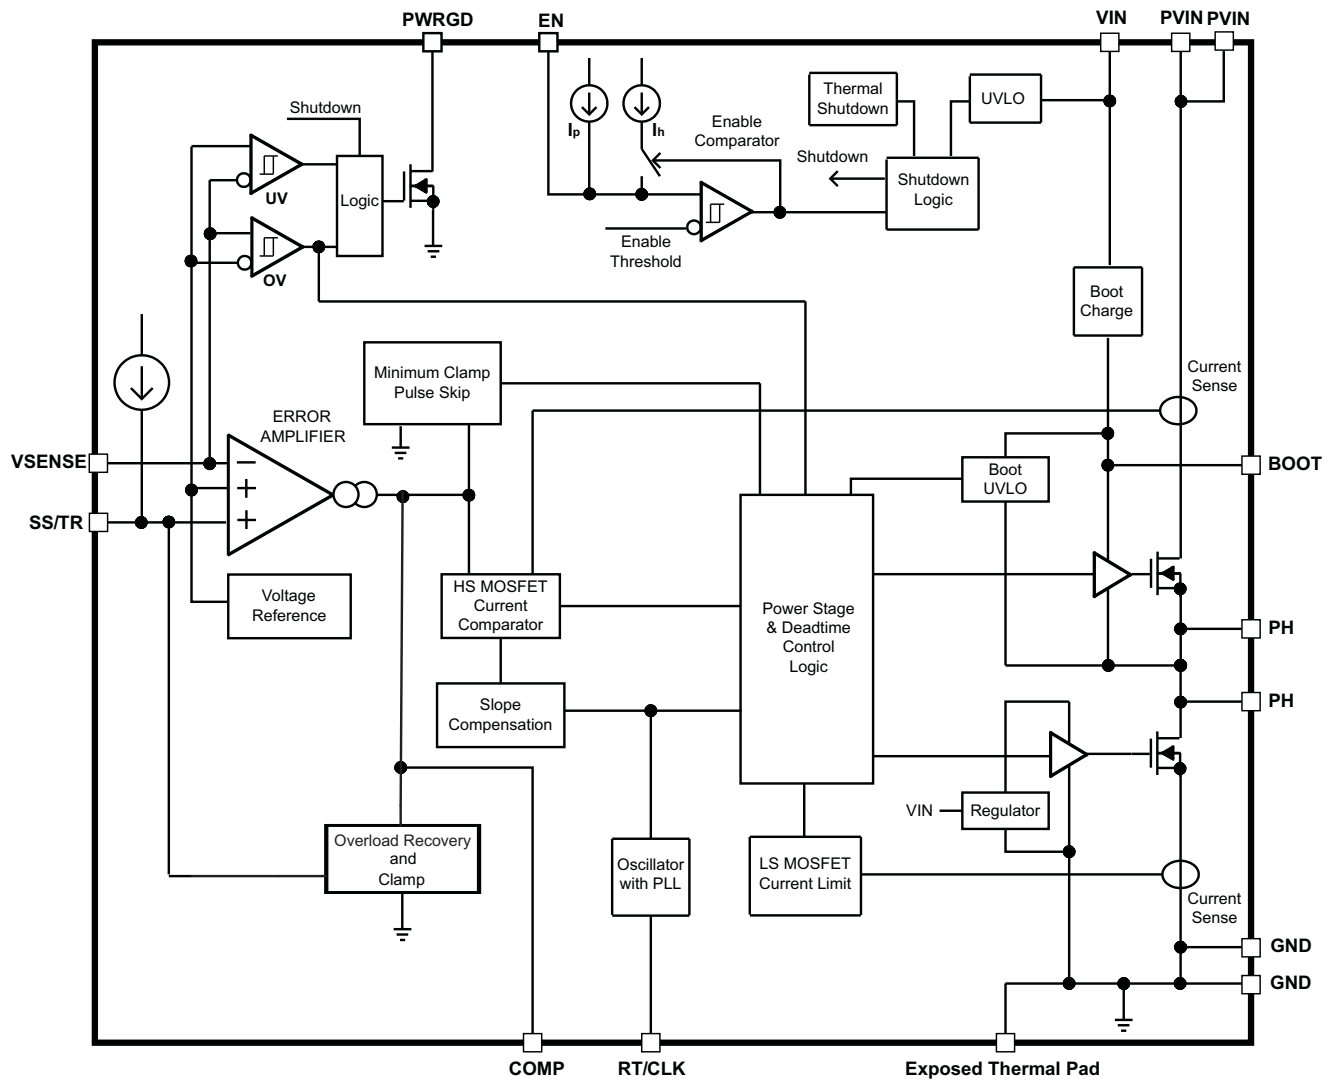 PWRGD
EN
VIN
PVIN
PVIN
Shutdown
UV
OV
Logic
Ip
Ih
Enable
Comparator
Enable
Threshold
Thermal
Shutdown
UVLO
Shutdown
Shutdown
Logic
Boot
Charge
Current
Sense
Minimum Clamp
Pulse Skip
ERROR
AMPLIFIER
VSENSE
SS/TR
BOOT
Boot
UVLO
Voltage
Reference
HS MOSFET
Current
Comparator
Power Stage
& Deadtime
Control
Logic
PH
PH
Slope
Compensation
VIN
Regulator
Overload Recovery
and
Clamp
Oscillator
with PLL
LS MOSFET
Current Limit
Current
Sense
GND
GND
COMP
RT/CLK
Exposed Thermal Pad